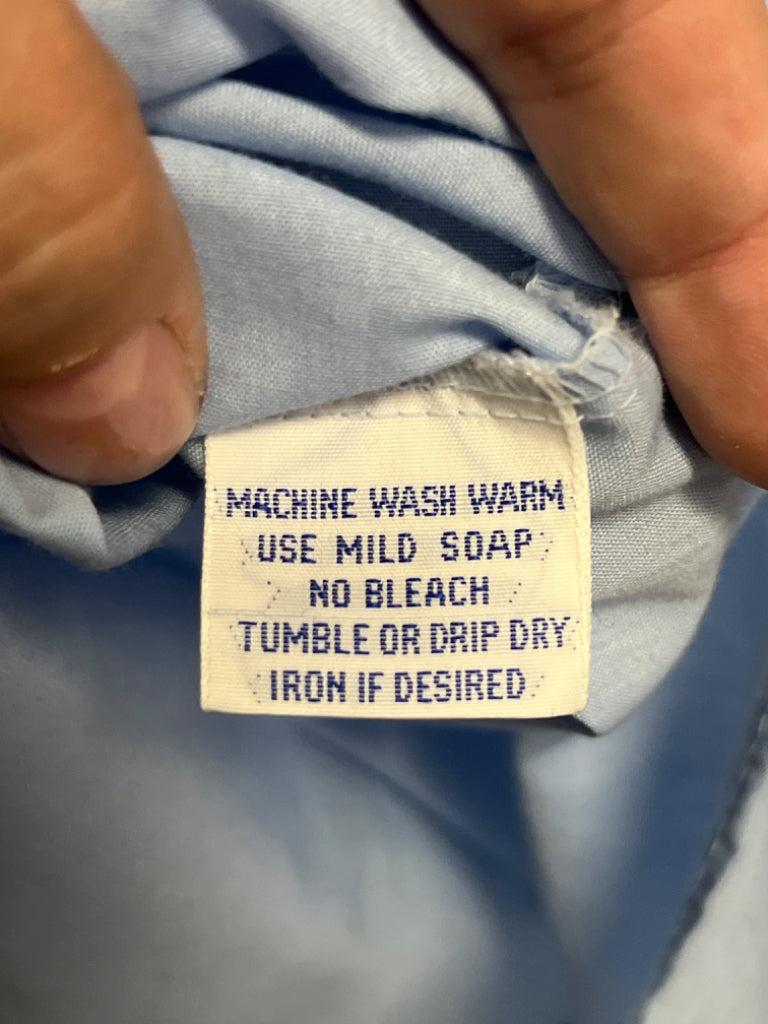 MACHINE WASH WARM
USE MILD SOAP
NO BLEACH
TUMBLE OR DRIP DRY
IRON IF DESIRED